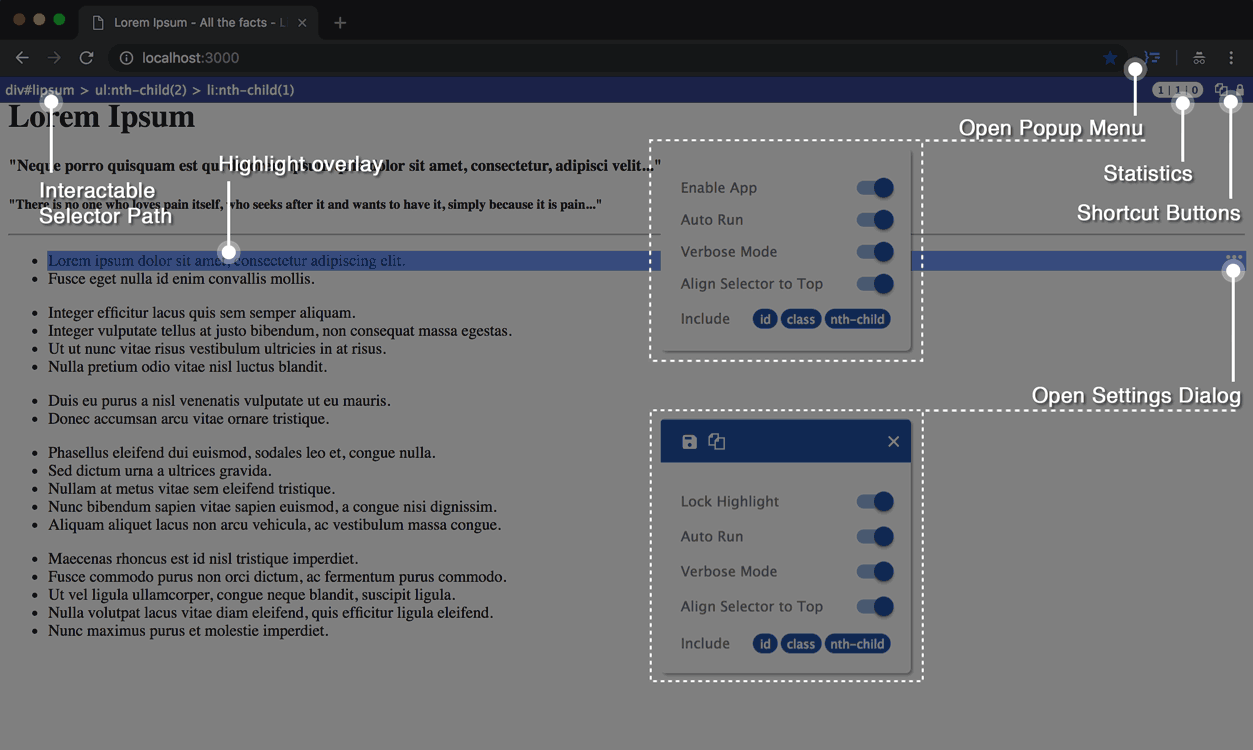 Lorem Ipsum - All the facts - L
localhost:3000
div#lipsum > ul:nth-child(2) > li:nth-child(1)
1 | 1 | 0
Lorem Ipsum
Open Popup Menu
"Neque porro quisquam est qui dolor sit amet, consectetur, adipisci velit..."
Highlight overlay
Statistics
Interactable
Selector Path
"There is no one who loves pain itself, who seeks after it and wants to have it, simply because it is pain..."
Shortcut Buttons
Enable App
Auto Run
Verbose Mode
Align Selector to Top
Include id class nth-child
Lorem ipsum dolor sit amet, consectetur adipiscing elit.
Fusce eget nulla id enim convallis mollis.
Integer efficitur lacus quis sem semper aliquam.
Integer vulputate tellus at justo bibendum, non consequat massa egestas.
Ut ut nunc vitae risus vestibulum ultricies in at risus.
Nulla pretium odio vitae nisl luctus blandit.
Open Settings Dialog
Duis eu purus a nisl venenatis vulputate ut eu mauris.
Donec accumsan arcu vitae ornare tristique.
Phasellus eleifend dui euismod, sodales leo et, congue nulla.
Sed dictum urna a ultrices gravida.
Nullam at metus vitae sem eleifend tristique.
Nunc bibendum sapien vitae sapien euismod, a congue nisi dignissim.
Aliquam aliquet lacus non arcu vehicula, ac vestibulum massa congue.
Maecenas rhoncus est id nisl tristique imperdiet.
Fusce commodo purus non orci dictum, ac fermentum purus commodo.
Ut vel ligula ullamcorper, congue neque blandit, suscipit ligula.
Nulla volutpat lacus vitae diam eleifend, quis efficitur ligula eleifend.
Nunc maximus purus et molestie imperdiet.
Lock Highlight
Auto Run
Verbose Mode
Align Selector to Top
Include id class nth-child